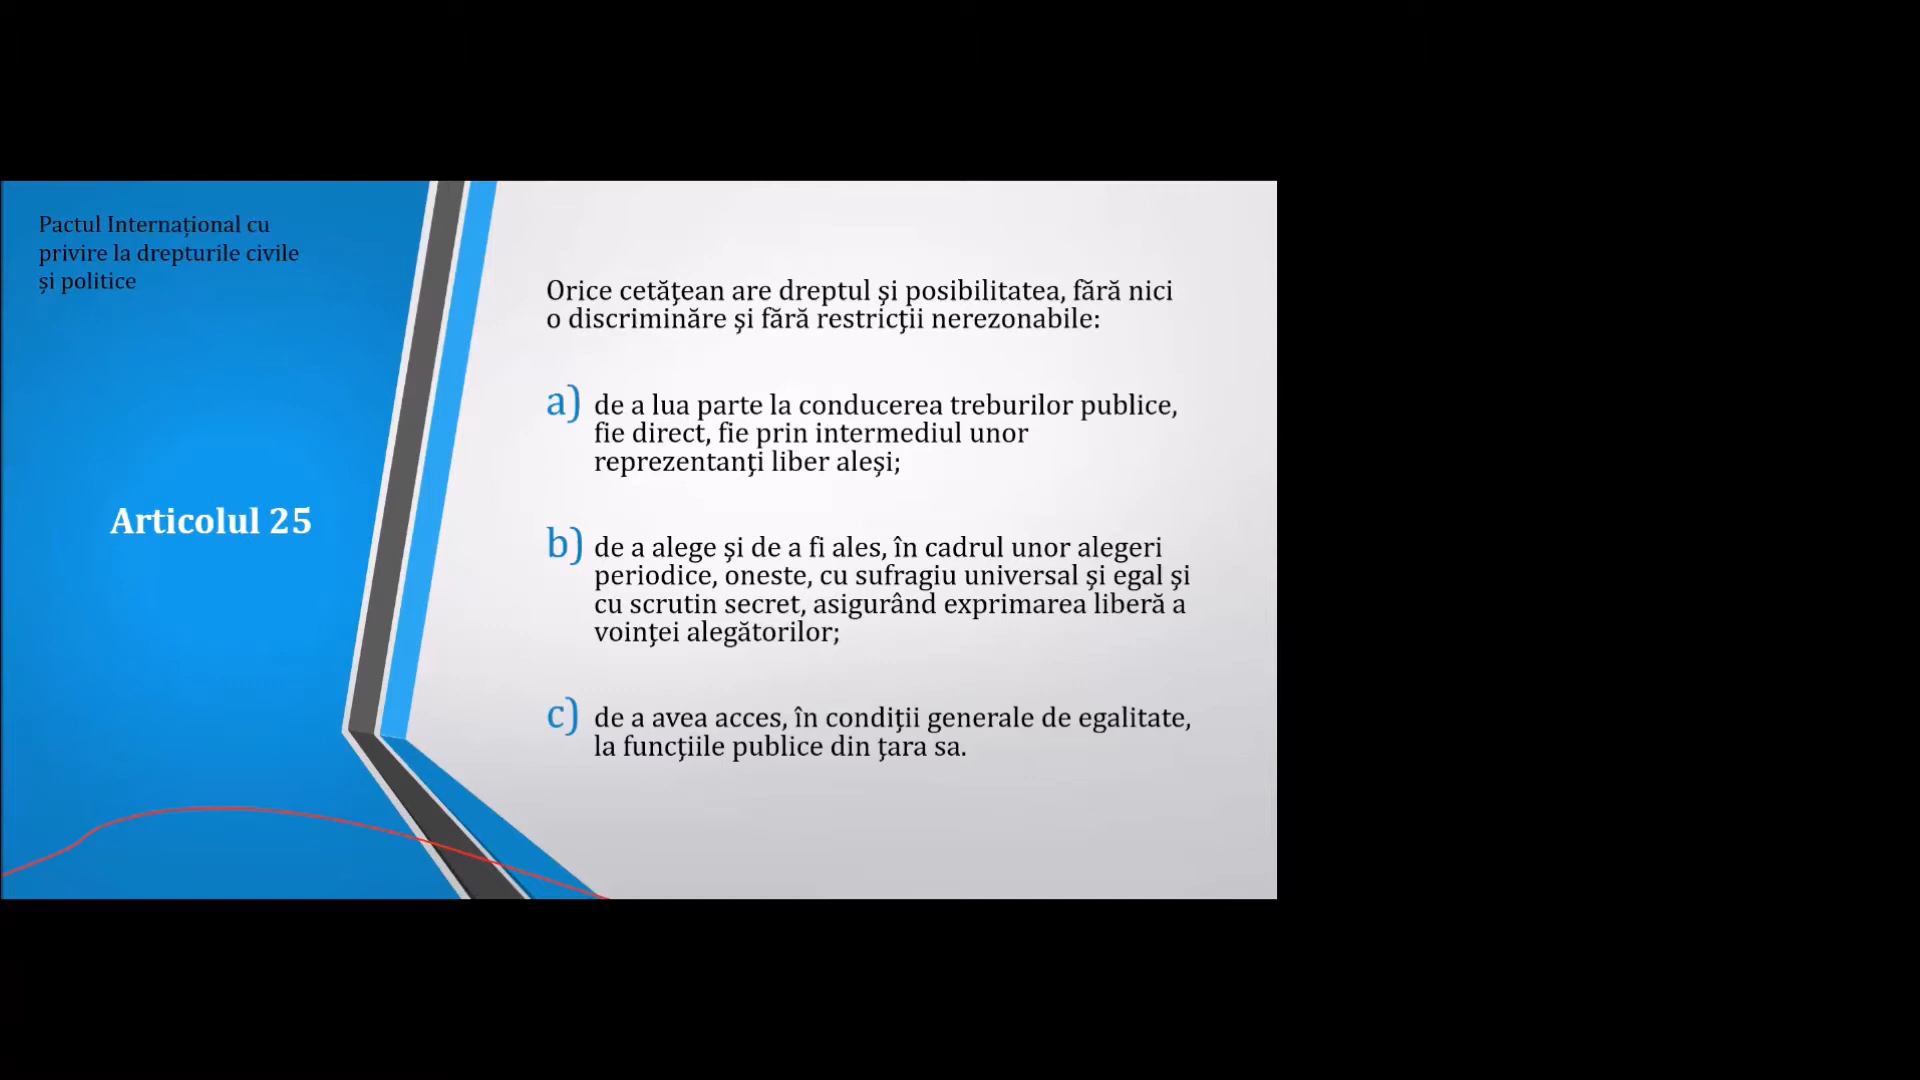 Pactul Internațional cu
privire la drepturile civile
și politice
Articolul 25
Orice cetăţean are dreptul şi posibilitatea, fără nici
o discriminăre şi fără restricţii nerezonabile:
a) de a lua parte la conducerea treburilor publice,
fie direct, fie prin intermediul unor
reprezentanţi liber aleşi;
b) de a alege şi de a fi ales, în cadrul unor alegeri
periodice, oneste, cu sufragiu universal şi egal şi
cu scrutin secret, asigurând exprimarea liberă a
voinţei alegătorilor;
c) de a avea acces, în condiţii generale de egalitate,
la funcţiile publice din ţara sa.